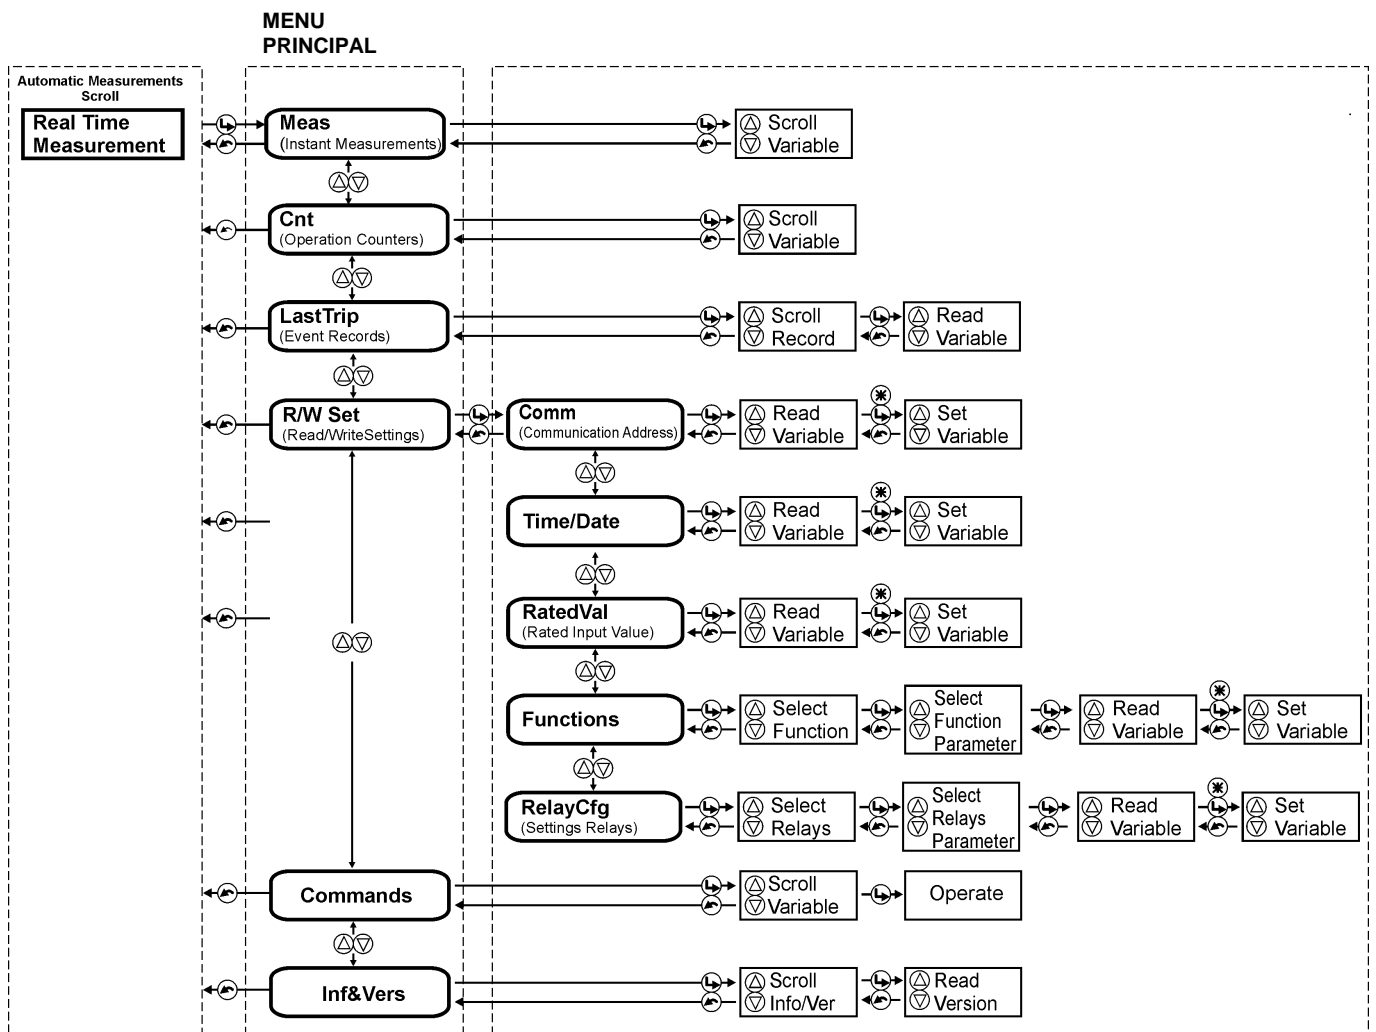 MENU
PRINCIPAL
Automatic Measurements
Scroll
Real Time
Measurement
Meas
(Instant Measurements)
Scroll
Variable
Cnt
(Operation Counters)
Scroll
Variable
LastTrip
(Event Records)
Scroll
Record
Read
Variable
R/W Set
(Read/WriteSettings)
Comm
(Communication Address)
Read
Variable
Set
Variable
Time/Date
Read
Variable
Set
Variable
RatedVal
(Rated Input Value)
Read
Variable
Set
Variable
Functions
Select
Function
Select
Function
Parameter
Read
Variable
Set
Variable
RelayCfg
(Settings Relays)
Select
Relays
Select
Relays
Parameter
Read
Variable
Set
Variable
Commands
Scroll
Variable
Operate
Inf&Vers
Scroll
Info/Ver
Read
Version